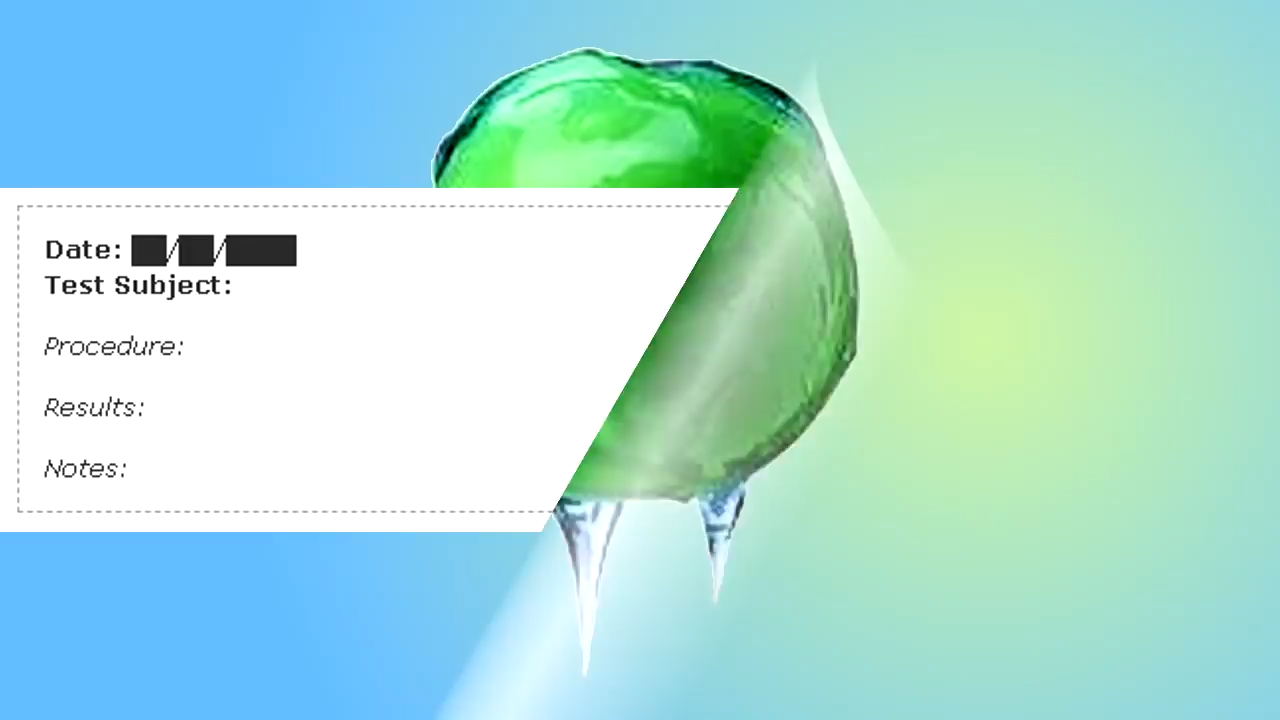 Date: ██/██/████
Test Subject:
Procedure:
Results:
Notes: